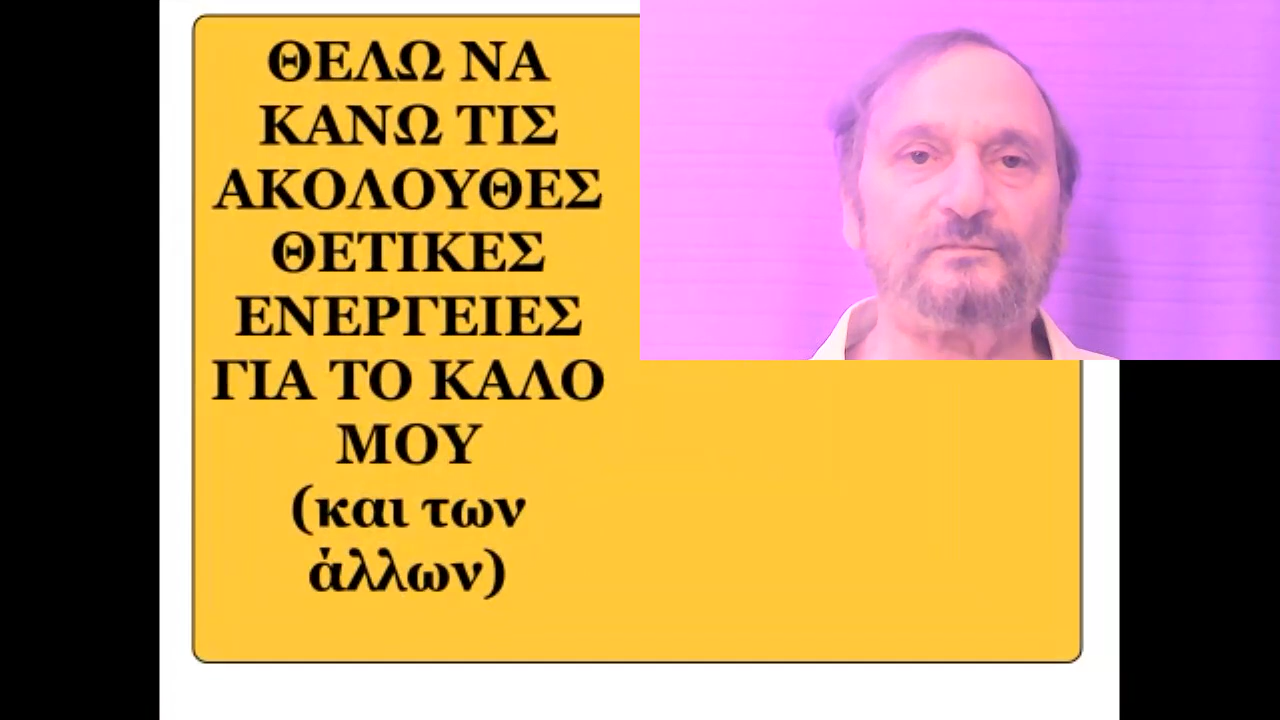 ΘΕΛΩ ΝΑ
ΚΑΝΩ ΤΙΣ
ΑΚΟΛΟΥΘΕΣ
ΘΕΤΙΚΕΣ
ΕΝΕΡΓΕΙΕΣ
ΓΙΑ ΤΟ ΚΑΛΟ
ΜΟΥ
(και των
άλλων)